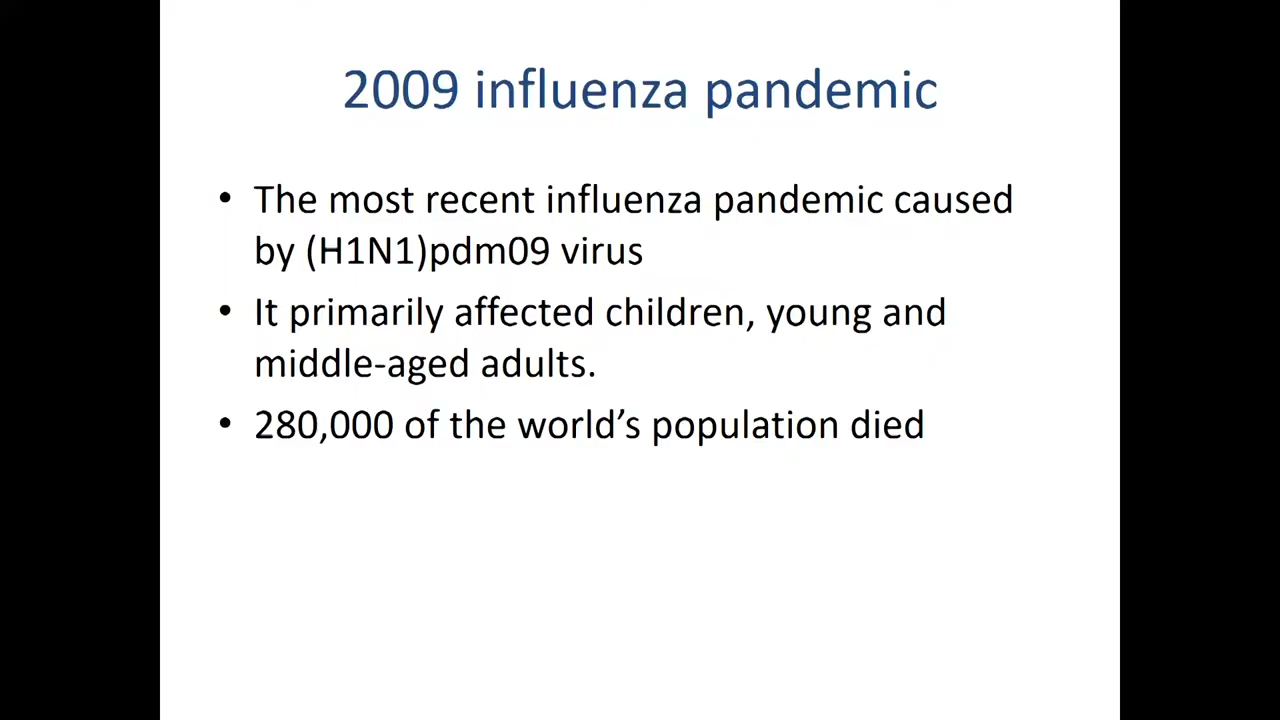 2009 influenza pandemic
• The most recent influenza pandemic caused
by (H1N1)pdm09 virus
• It primarily affected children, young and
middle-aged adults.
• 280,000 of the world’s population died